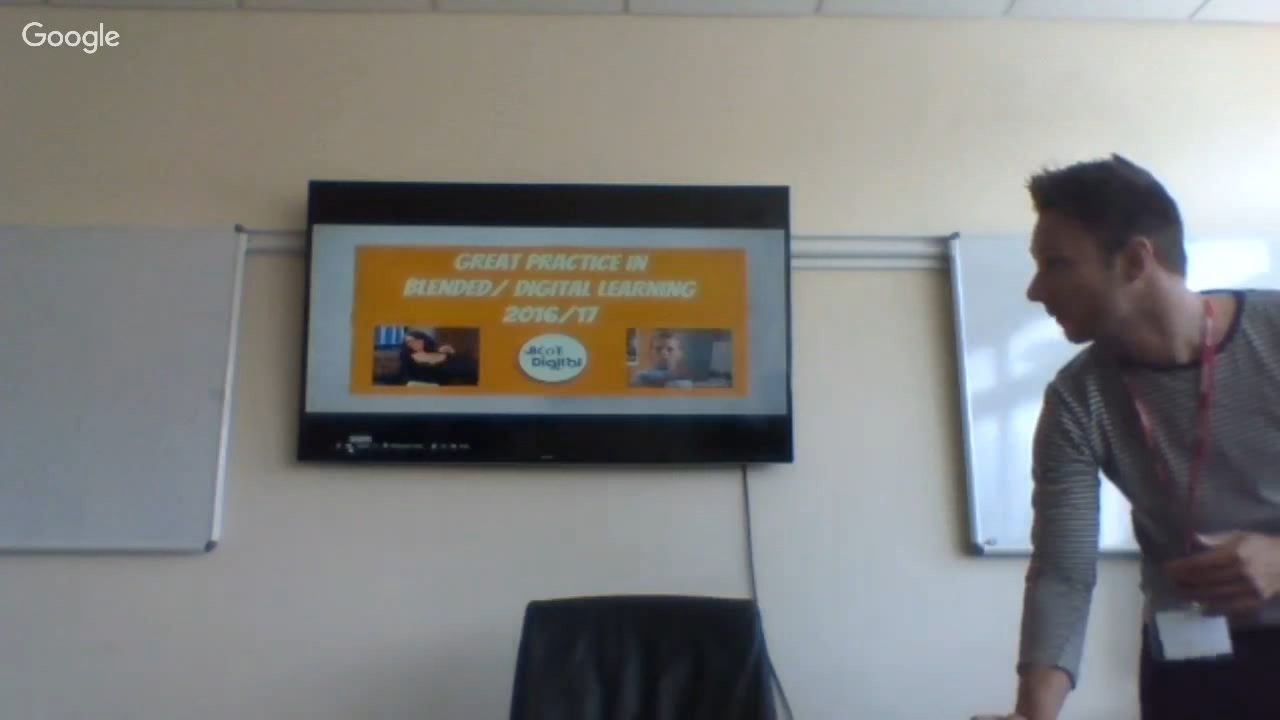 Google
GREAT PRACTICE IN
BLENDED/ DIGITAL LEARNING
2016/17
Digital